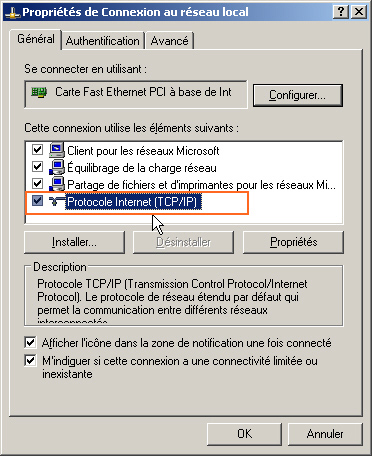 Propriétés de Connexion au réseau local
Général
Authentification
Avancé
Se connecter en utilisant :
Carte Fast Ethernet PCI à base de Int
Configurer...
Cette connexion utilise les éléments suivants :
Client pour les réseaux Microsoft
Équilibrage de la charge réseau
Partage de fichiers et d'imprimantes pour les réseaux Mi...
Protocole Internet (TCP/IP)
Installer...
Désinstaller
Propriétés
Description
Protocole TCP/IP (Transmission Control Protocol/Internet
Protocol). Le protocole de réseau étendu par défaut qui
permet la communication entre différents réseaux
interconnectés.
Afficher l'icône dans la zone de notification une fois connecté
M'indiquer si cette connexion a une connectivité limitée ou
inexistante
OK
Annuler